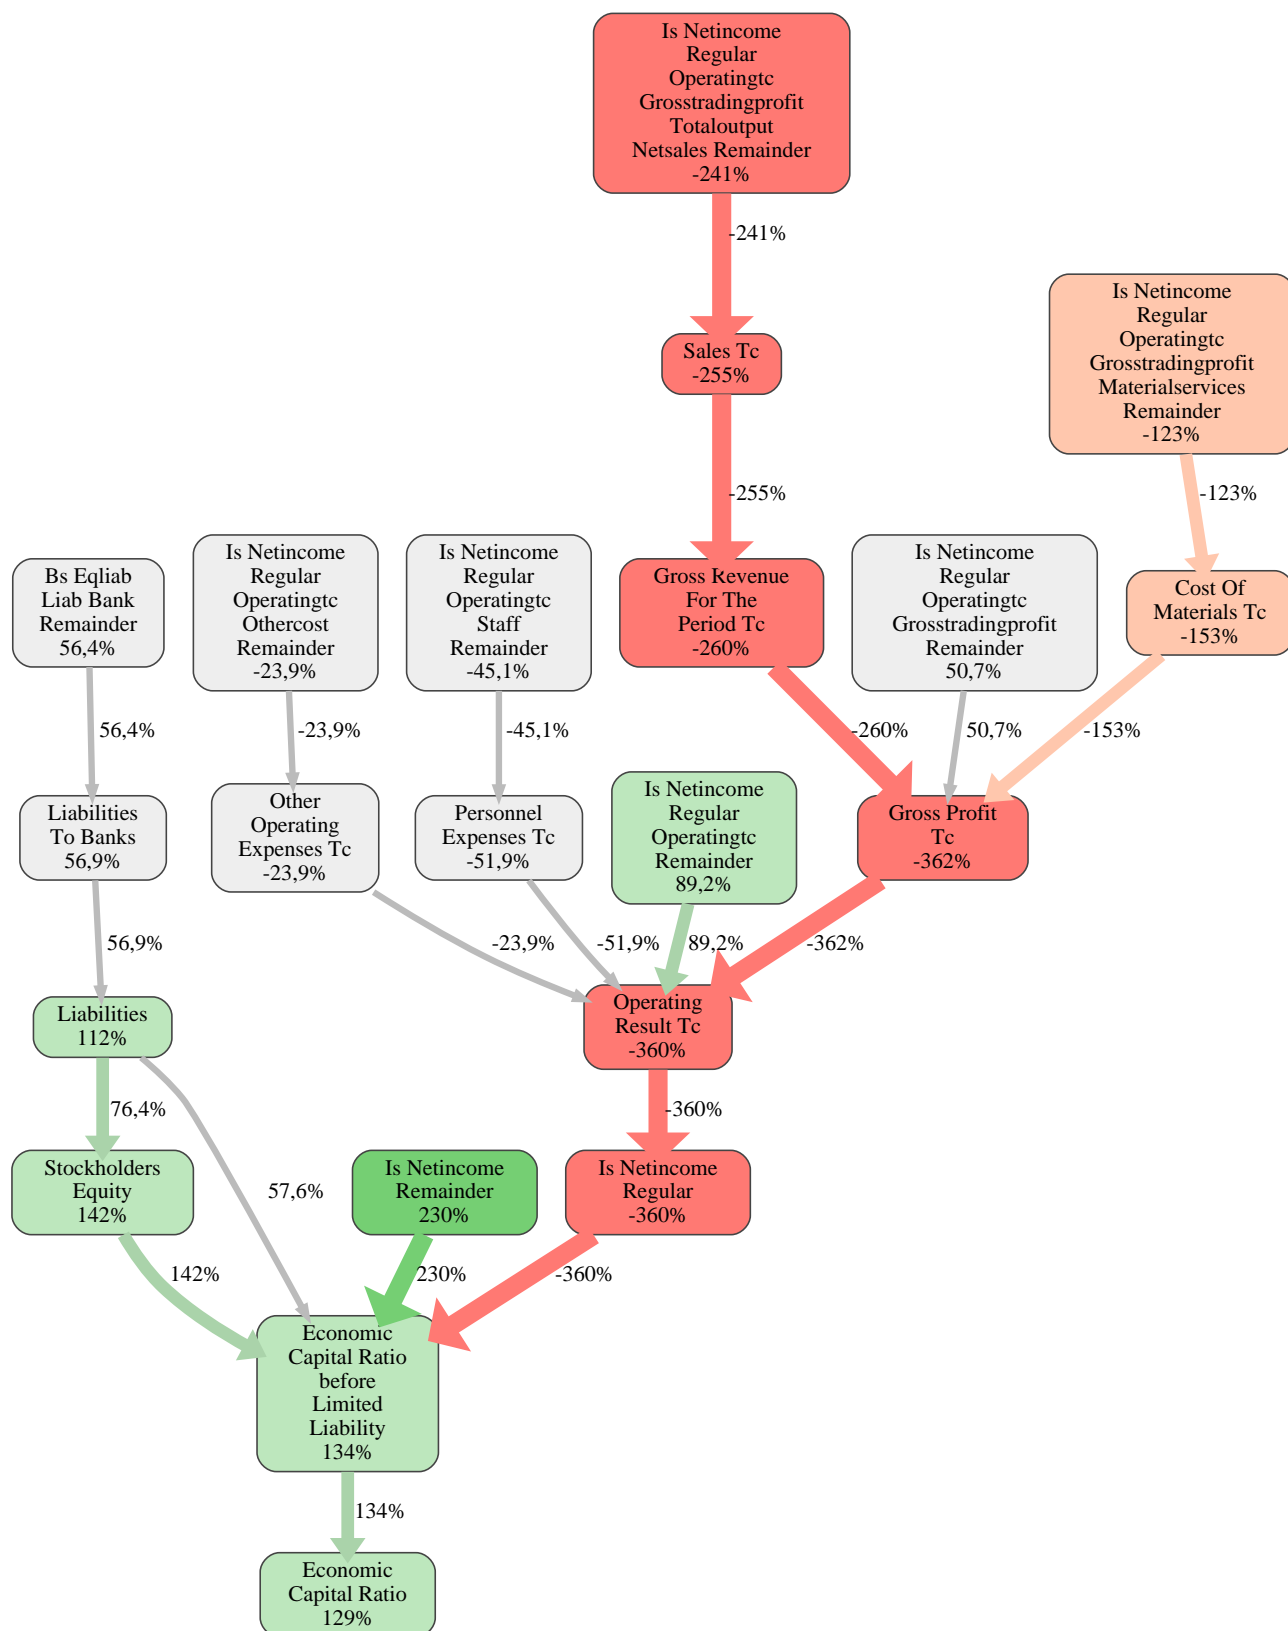 Is Netincome
Regular
Operatingtc
Grosstradingprofit
Totaloutput
Netsales Remainder
-241%
-241%
Is Netincome
Regular
Operatingtc
Grosstradingprofit
Materialservices
Remainder
-123%
Sales Tc
-255%
-255%
-123%
Bs Eqliab
Liab Bank
Remainder
56,4%
Is Netincome
Regular
Operatingtc
Othercost
Remainder
-23,9%
Is Netincome
Regular
Operatingtc
Staff
Remainder
-45,1%
Gross Revenue
For The
Period Tc
-260%
Is Netincome
Regular
Operatingtc
Grosstradingprofit
Remainder
50,7%
Cost Of
Materials Tc
-153%
56,4%
-23,9%
-45,1%
-260%
50,7%
-153%
Liabilities
To Banks
56,9%
Other
Operating
Expenses Tc
-23,9%
Personnel
Expenses Tc
-51,9%
Is Netincome
Regular
Operatingtc
Remainder
89,2%
Gross Profit
Tc
-362%
56,9%
-23,9%
-51,9%
89,2%
-362%
Liabilities
112%
Operating
Result Tc
-360%
76,4%
-360%
Stockholders
Equity
142%
57,6%
Is Netincome
Remainder
230%
Is Netincome
Regular
-360%
142%
230%
-360%
Economic
Capital Ratio
before
Limited
Liability
134%
134%
Economic
Capital Ratio
129%